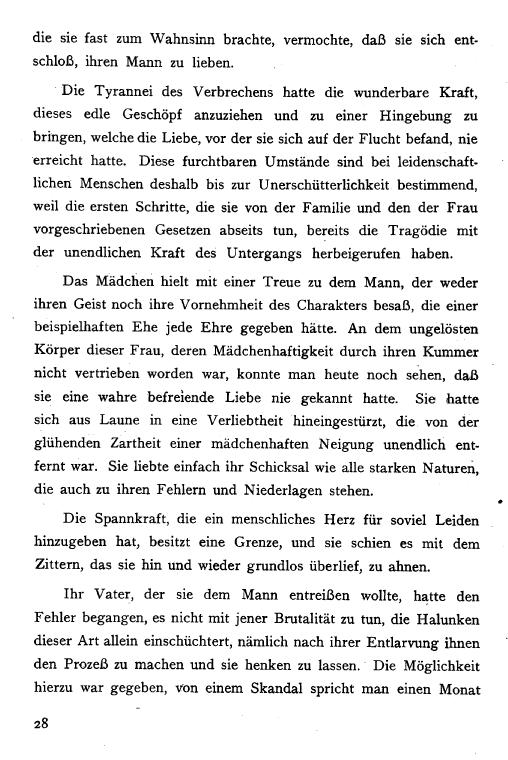 die sie fast zum Wahnsinn brachte, vermochte, daß sie sich ent-
schloß, ihren Mann zu lieben.
Die Tyrannei des Verbrechens hatte die wunderbare Kraft,
dieses edle Geschöpf anzuziehen und zu einer Hingebung zu
bringen, welche die Liebe, vor der sie sich auf der Flucht befand, nie
erreicht hatte. Diese furchtbaren Umstände sind bei leidenschaft-
lichen Menschen deshalb bis zur Unerschütterlichkeit bestimmend,
weil die ersten Schritte, die sie von der Familie und den der Frau
vorgeschriebenen Gesetzen abseits tun, bereits die Tragödie mit
der unendlichen Kraft des Untergangs herbeigerufen haben.
Das Mädchen hielt mit einer Treue zu dem Mann, der weder
ihren Geist noch ihre Vornehmheit des Charakters besaß, die einer
beispielhaften Ehe jede Ehre gegeben hätte. An dem ungelösten
Körper dieser Frau, deren Mädchenhaftigkeit durch ihren Kummer
nicht vertrieben worden war, konnte man heute noch sehen, daß
sie eine wahre befreiende Liebe nie gekannt hatte. Sie hatte
sich aus Laune in eine Verliebtheit hineingestürzt, die von der
glühenden Zartheit einer mädchenhaften Neigung unendlich ent-
fernt war. Sie liebte einfach ihr Schicksal wie alle starken Naturen,
die auch zu ihren Fehlern und Niederlagen stehen.
Die Spannkraft, die ein menschliches Herz für soviel Leiden
hinzugeben hat, besitzt eine Grenze, und sie schien es mit dem
Zittern, das sie hin und wieder grundlos überlief, zu ahnen.
Ihr Vater, der sie dem Mann entreißen wollte, hatte den
Fehler begangen, es nicht mit jener Brutalität zu tun, die Halunken
dieser Art allein einschüchtert, nämlich nach ihrer Entlarvung ihnen
den Prozeß zu machen und sie henken zu lassen. Die Möglichkeit
hierzu war gegeben, von einem Skandal spricht man einen Monat
28